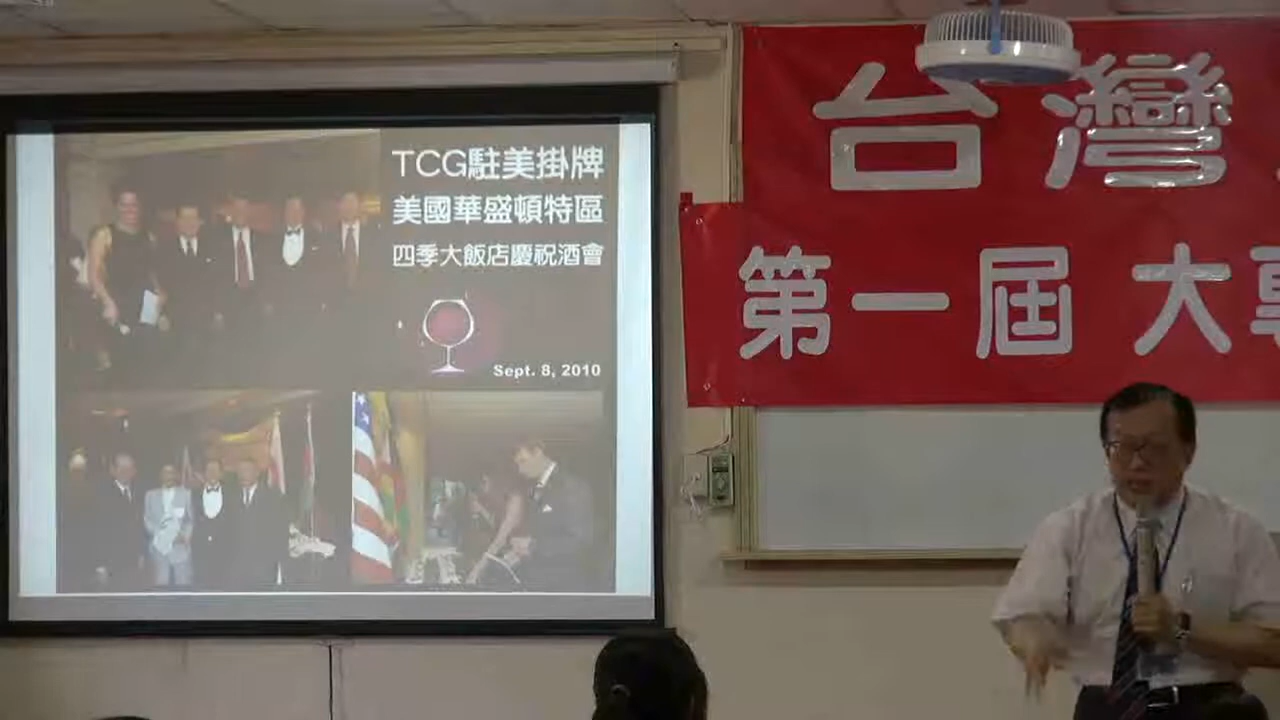 TCG駐美掛牌
美國華盛頓特區
四季大飯店慶祝酒會
Sept. 8, 2010
台灣
第一屆 大